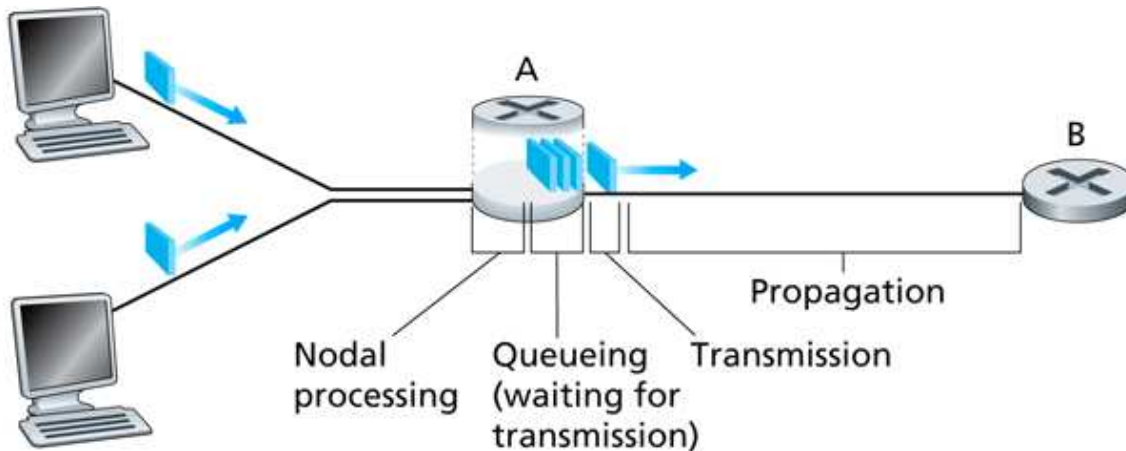 A
B
Propagation
Nodal
processing
Queueing
(waiting for
transmission)
Transmission